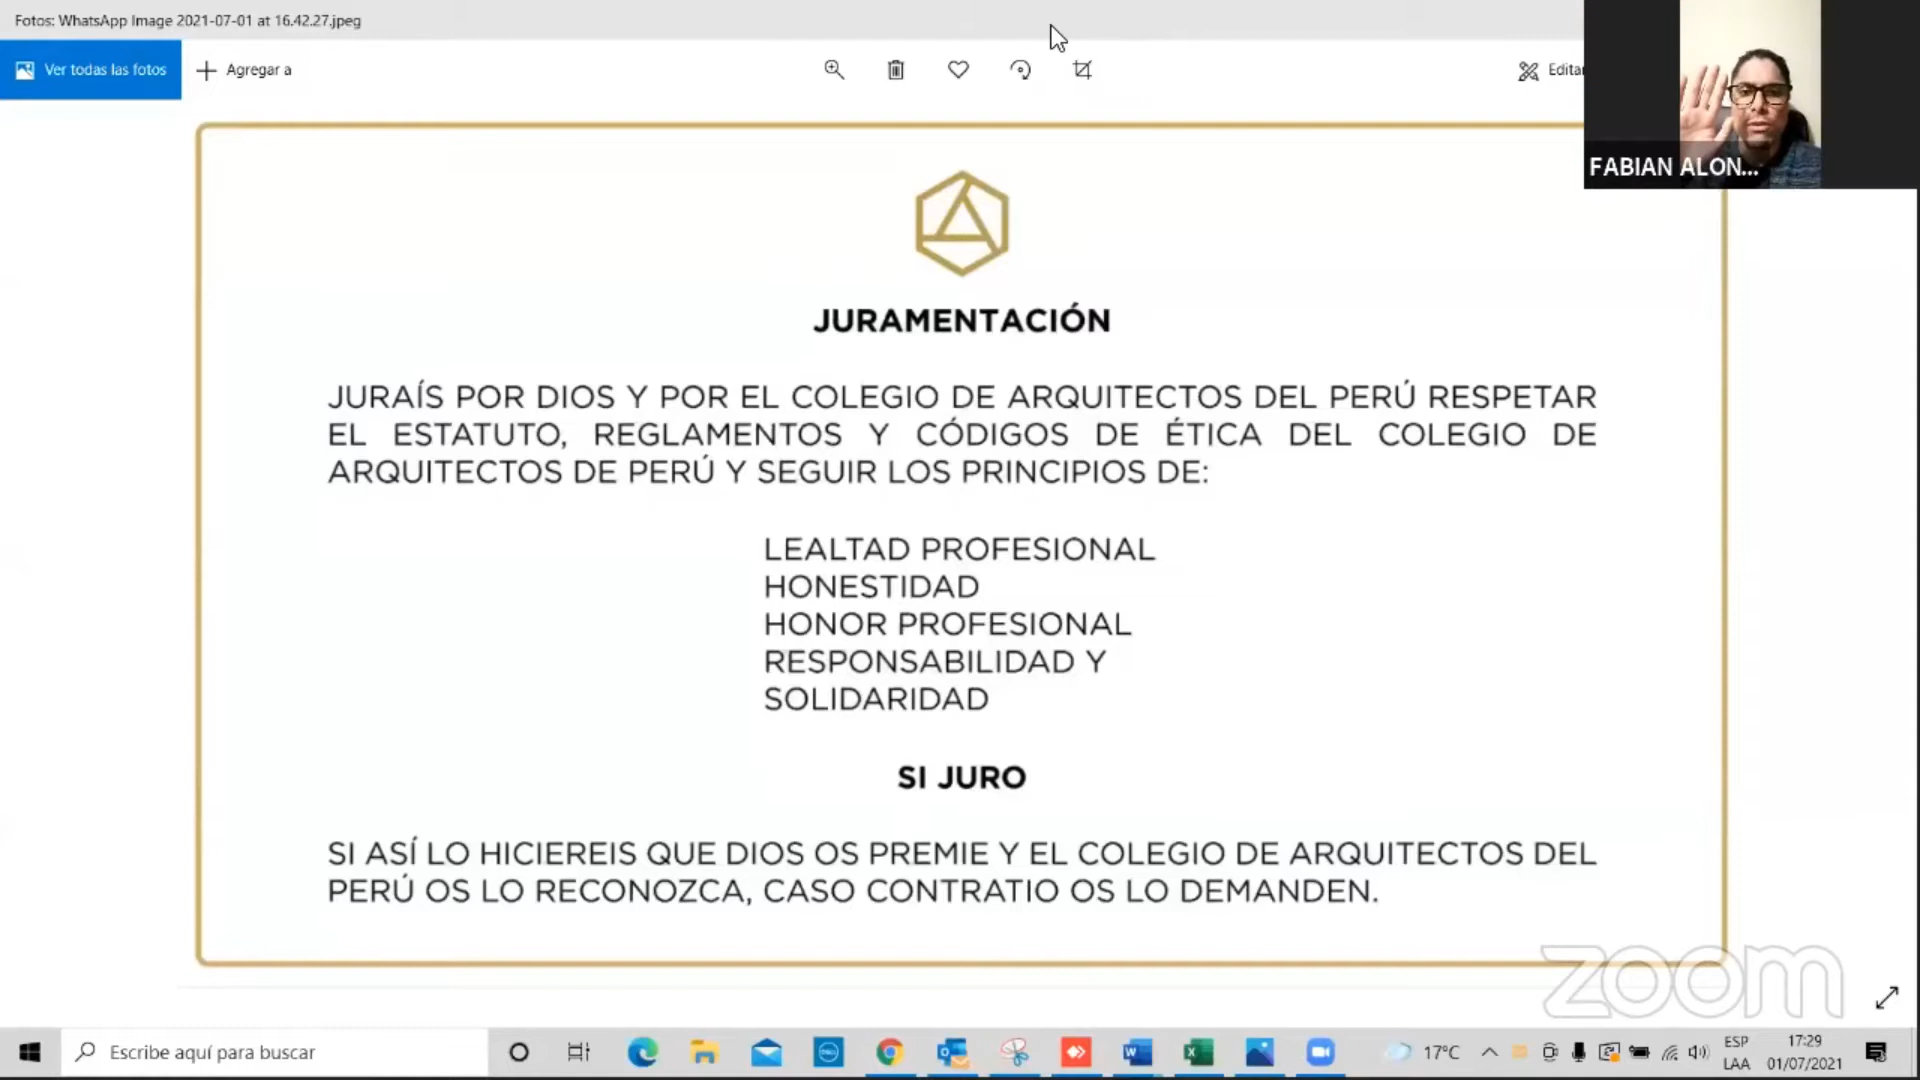 Fotos: WhatsApp Image 2021-07-01 at 16.42.27.jpeg
Ver todas las fotos
Agregar a
Editar
FABIAN ALON...
JURAMENTACIÓN
JURAÍS POR DIOS Y POR EL COLEGIO DE ARQUITECTOS DEL PERÚ RESPETAR
EL ESTATUTO, REGLAMENTOS Y CÓDIGOS DE ÉTICA DEL COLEGIO DE
ARQUITECTOS DE PERÚ Y SEGUIR LOS PRINCIPIOS DE:
LEALTAD PROFESIONAL
HONESTIDAD
HONOR PROFESIONAL
RESPONSABILIDAD Y
SOLIDARIDAD
SI JURO
SI ASÍ LO HICIEREIS QUE DIOS OS PREMIE Y EL COLEGIO DE ARQUITECTOS DEL
PERÚ OS LO RECONOZCA, CASO CONTRATIO OS LO DEMANDEN.
zoom
Escribe aquí para buscar
DELL
17°C
ESP
LAA
17:29
01/07/2021